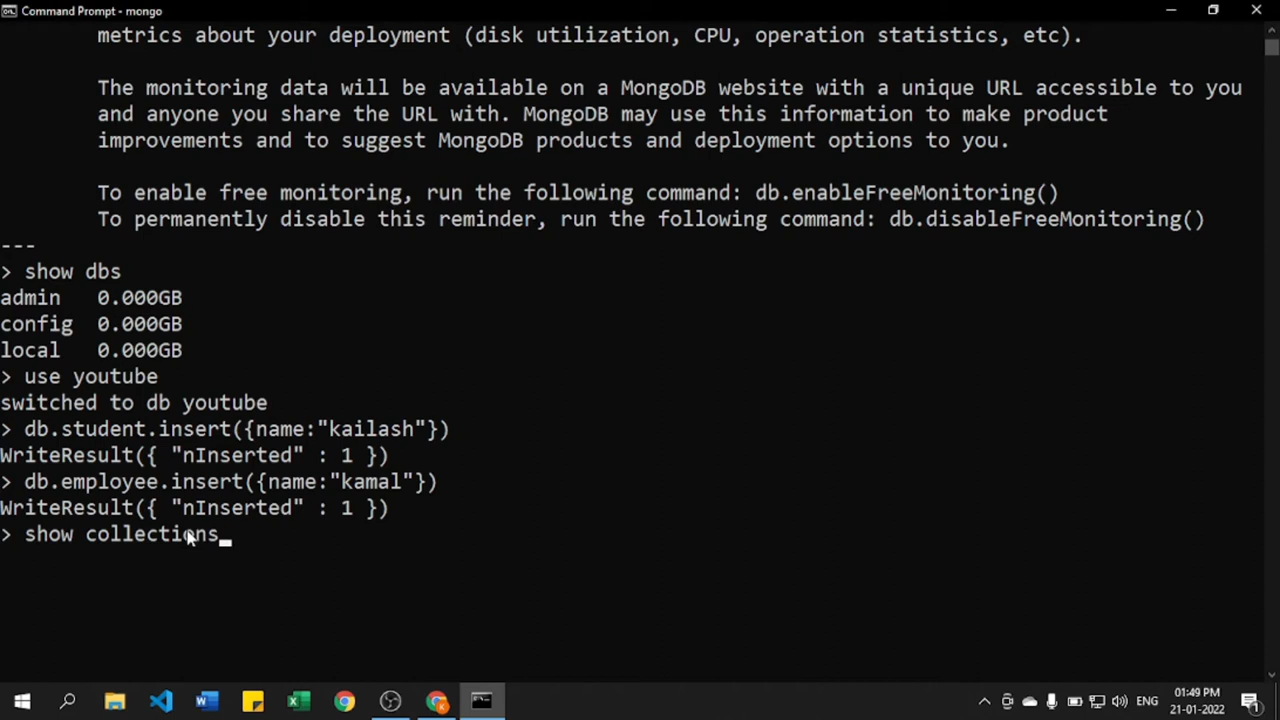 Command Prompt - mongo
metrics about your deployment (disk utilization, CPU, operation statistics, etc).
The monitoring data will be available on a MongoDB website with a unique URL accessible to you
and anyone you share the URL with. MongoDB may use this information to make product
improvements and to suggest MongoDB products and deployment options to you.
To enable free monitoring, run the following command: db.enableFreeMonitoring()
To permanently disable this reminder, run the following command: db.disableFreeMonitoring()
---
> show dbs
admin   0.000GB
config  0.000GB
local   0.000GB
> use youtube
switched to db youtube
> db.student.insert({name:"kailash"})
WriteResult({ "nInserted" : 1 })
> db.employee.insert({name:"kamal"})
WriteResult({ "nInserted" : 1 })
> show collections
ENG
01:49 PM
21-01-2022
1